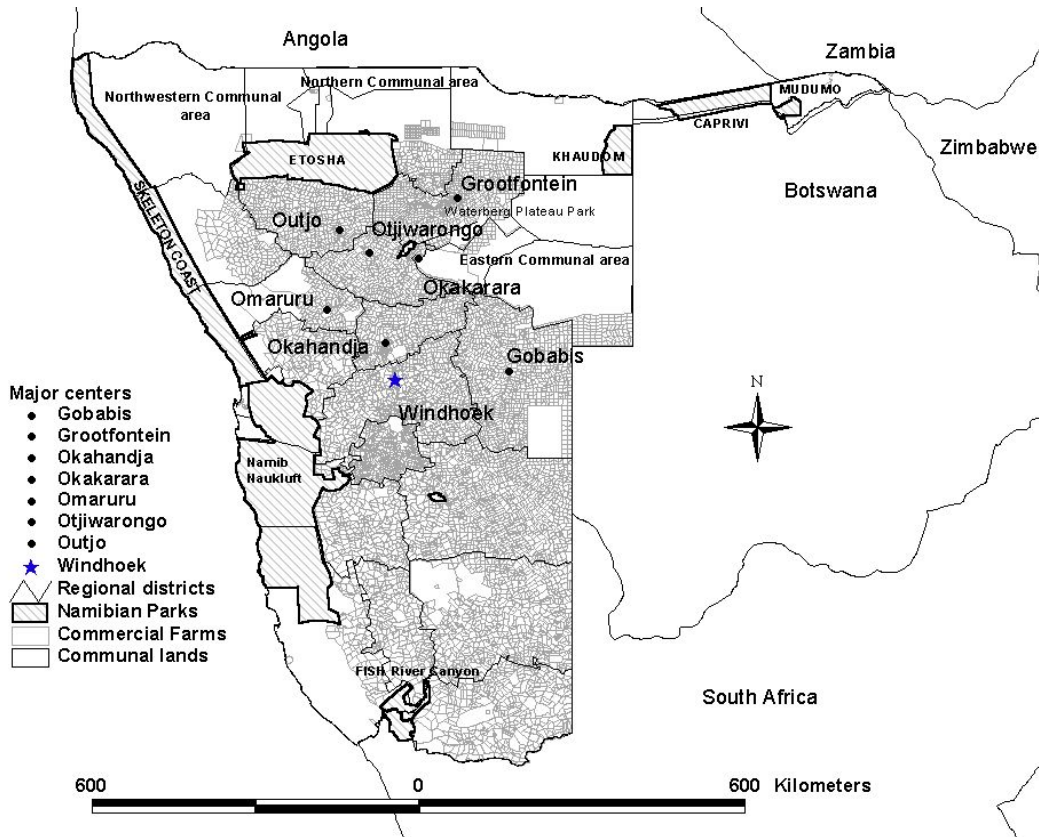 Angola
Zambia
Northern Communal area
Northwestern Communal
area
MUDUMO
CAPRIVI
Zimbabwe
ETOSHA
KHAUDOM
Grootfontein
Botswana
Waterberg Plateau Park
Outjo
Otjiwarongo
SKELETON COAST
Eastern Communal area
Okakarara
Omaruru
Okahandja
Gobabis
N
Windhoek
Namib
Naukluft
Major centers
Gobabis
Grootfontein
Okahandja
Okakarara
Omaruru
Otjiwarongo
Outjo
Windhoek
Regional districts
Namibian Parks
Commercial Farms
Communal lands
FISH River Canyon
South Africa
600 0 600 Kilometers